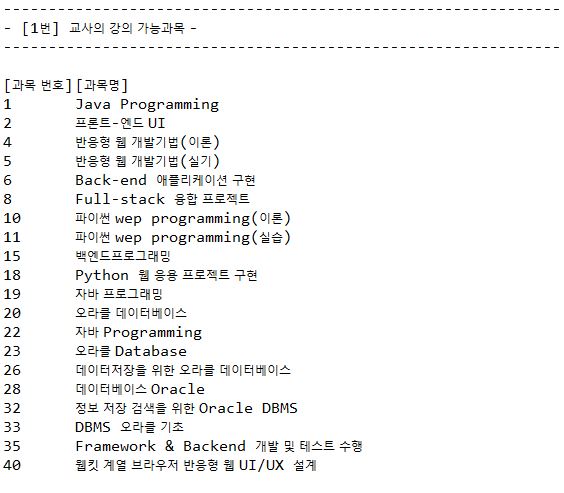 ---------------------------------------------------------------
- [1번] 교사의 강의 가능과목 -
---------------------------------------------------------------
[과목 번호][과목명]
1 Java Programming
2 프론트-엔드 UI
4 반응형 웹 개발기법(이론)
5 반응형 웹 개발기법(실기)
6 Back-end 애플리케이션 구현
8 Full-stack 융합 프로젝트
10 파이썬 wep programming(이론)
11 파이썬 wep programming(실습)
15 백엔드프로그래밍
18 Python 웹 응용 프로젝트 구현
19 자바 프로그래밍
20 오라클 데이터베이스
22 자바 Programming
23 오라클 Database
26 데이터저장을 위한 오라클 데이터베이스
28 데이터베이스 Oracle
32 정보 저장 검색을 위한 Oracle DBMS
33 DBMS 오라클 기초
35 Framework & Backend 개발 및 테스트 수행
40 웹킷 계열 브라우저 반응형 웹 UI/UX 설계